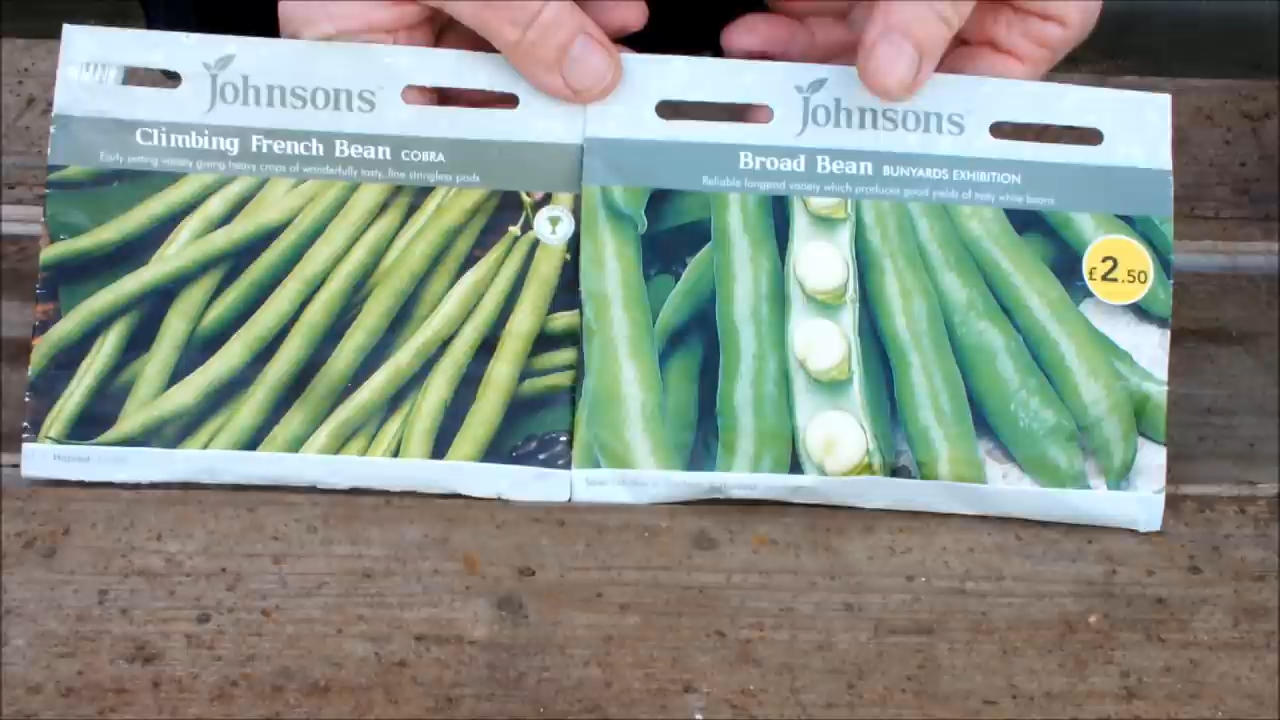 Johnsons
Climbing French Bean COBRA
Early setting variety giving heavy crops of wonderfully tasty, fine stringless pods
Johnsons
Broad Bean BUNYARDS EXHIBITION
Reliable longpod variety which produces good yields of tasty white beans
£2.50